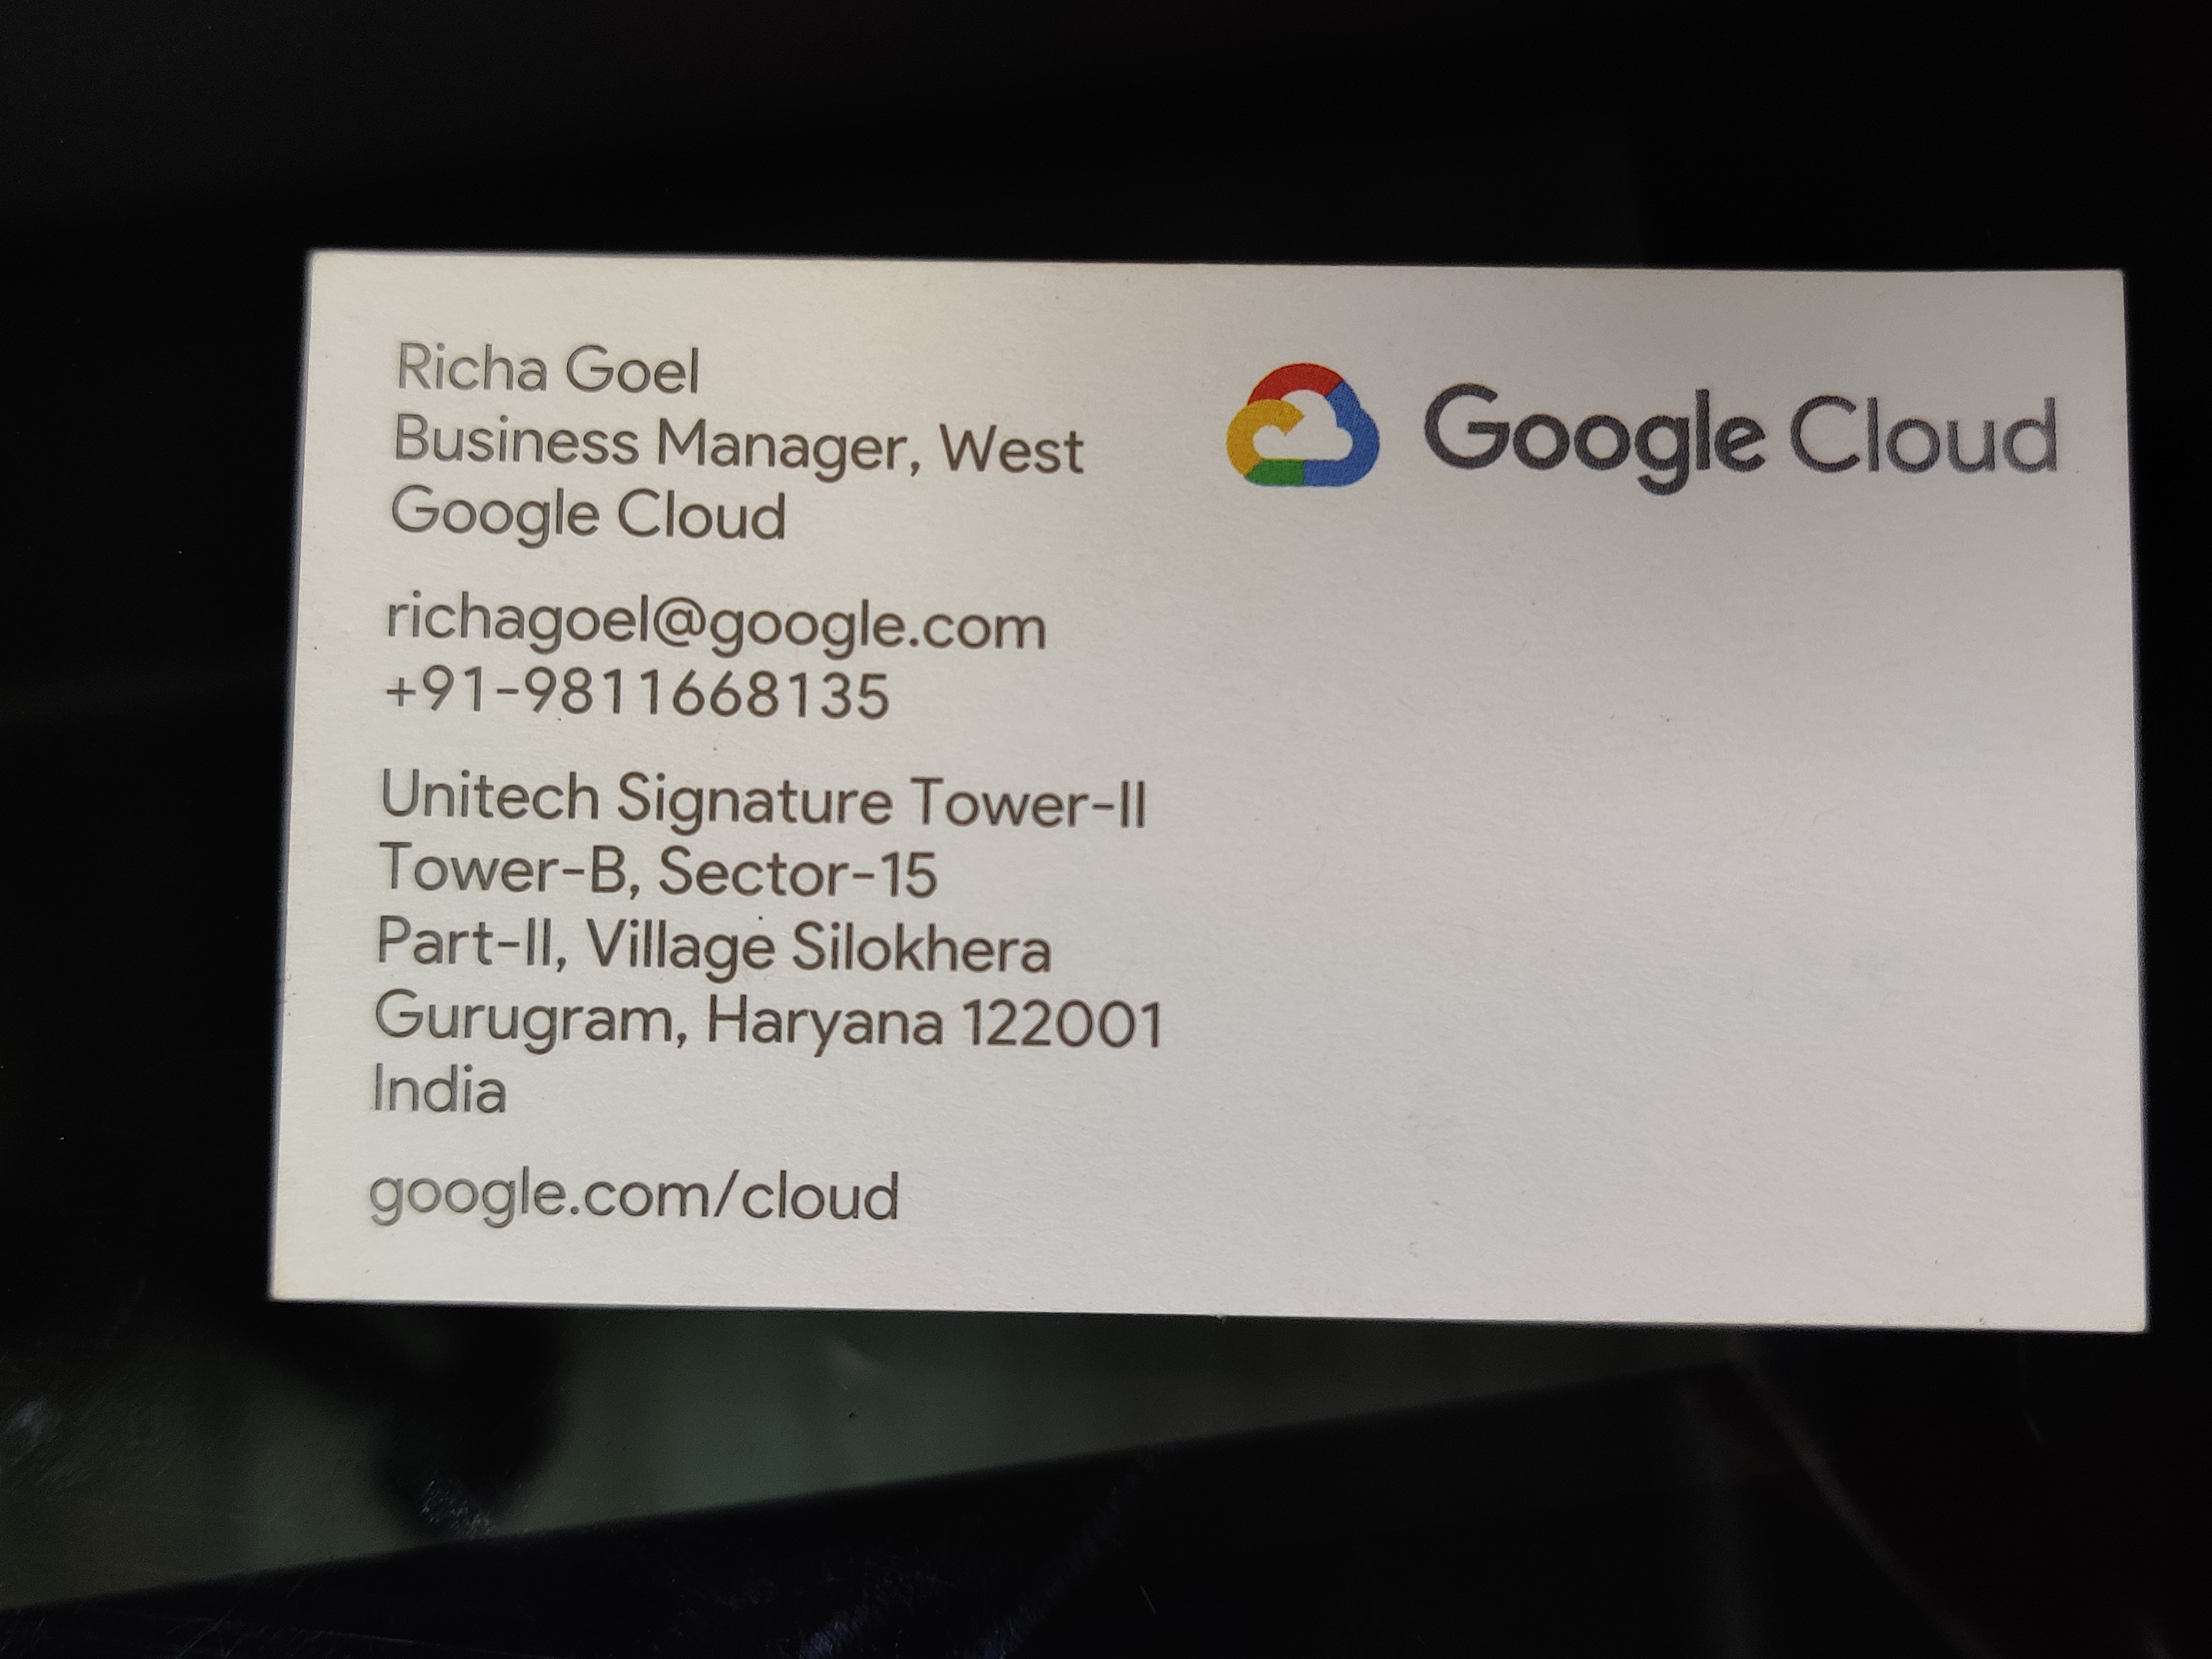 Richa Goel
Business Manager, West
Google Cloud
Google Cloud
richagoel@google.com
+91-9811668135
Unitech Signature Tower-II
Tower-B, Sector-15
Part-II, Village Silokhera
Gurugram, Haryana 122001
India
google.com/cloud